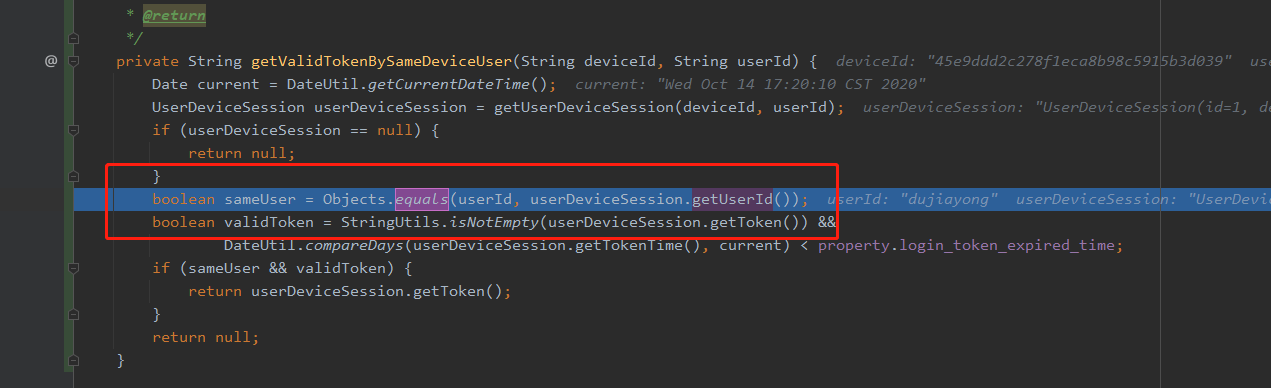 * @return
*/
@
private String getValidTokenBySameDeviceUser(String deviceId, String userId) { deviceId: "45e9ddd2c278f1eca8b98c5915b3d039" use
Date current = DateUtil.getCurrentDateTime(); current: "Wed Oct 14 17:20:10 CST 2020"
UserDeviceSession userDeviceSession = getUserDeviceSession(deviceId, userId); userDeviceSession: "UserDeviceSession(id=1, de
if (userDeviceSession == null) {
return null;
}
boolean sameUser = Objects.equals(userId, userDeviceSession.getUserId()); userId: "dujiayong" userDeviceSession: "UserDevi
boolean validToken = StringUtils.isNotEmpty(userDeviceSession.getToken()) &&
DateUtil.compareDays(userDeviceSession.getTokenTime(), current) < property.login_token_expired_time;
if (sameUser && validToken) {
return userDeviceSession.getToken();
}
return null;
}